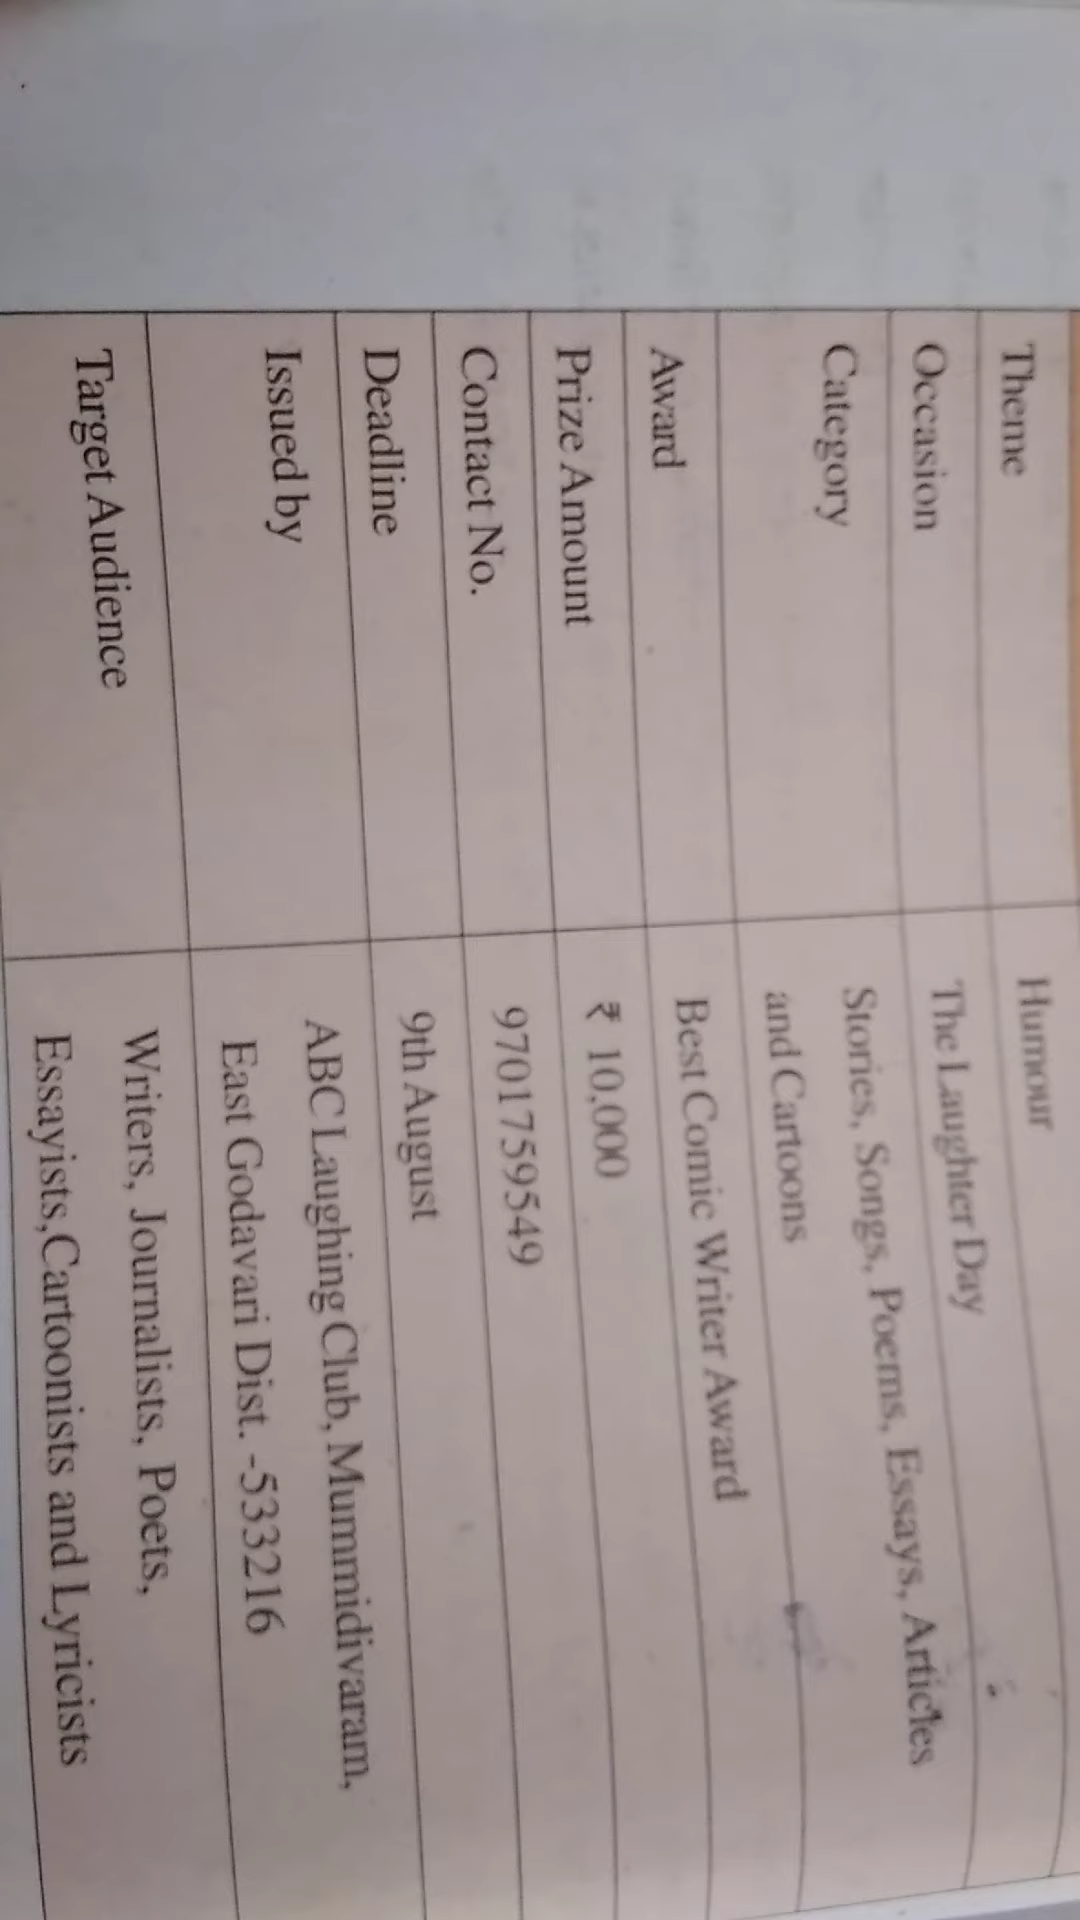 Theme Humour
Occasion The Laughter Day
Category Stories, Songs, Poems, Essays, Articles
and Cartoons
Award Best Comic Writer Award
Prize Amount ₹ 10,000
Contact No. 9701759549
Deadline 9th August
Issued by ABC Laughing Club, Mummidivaram,
East Godavari Dist. -533216
Target Audience Writers, Journalists, Poets,
Essayists,Cartoonists and Lyricists